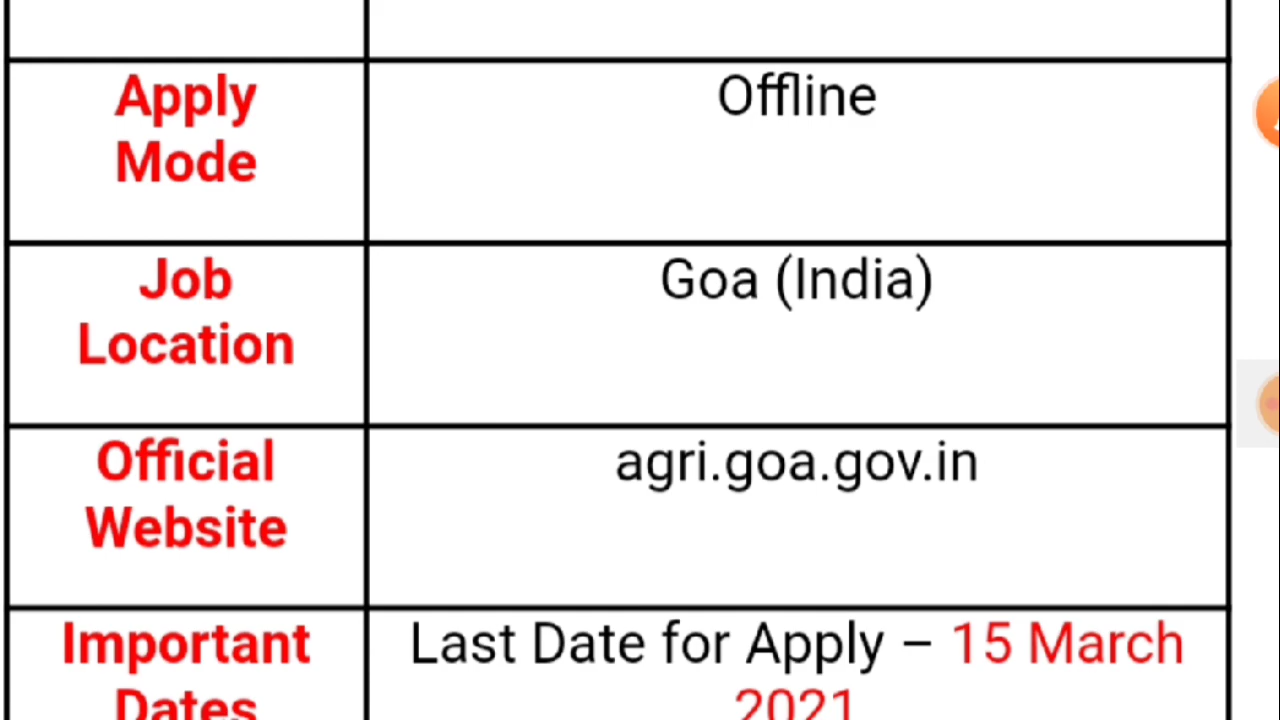 Apply
Mode
Offline
Job
Location
Goa (India)
Official
Website
agri.goa.gov.in
Important
Dates
Last Date for Apply – 15 March
2021